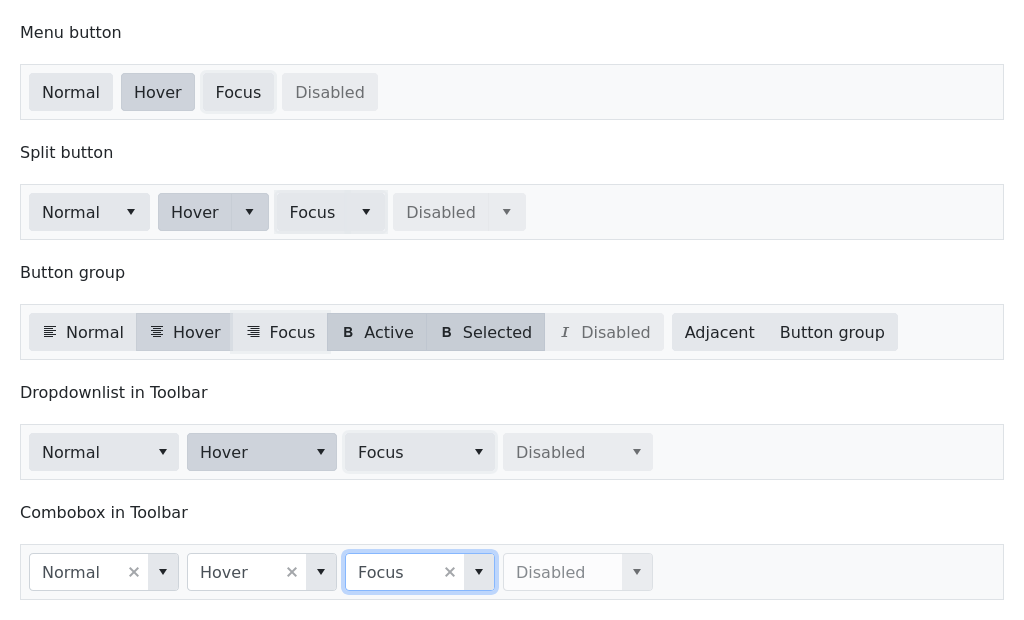 Menu button
Normal Hover Focus Disabled
Split button
Normal Hover Focus Disabled
Button group
Normal Hover Focus B Active B Selected I Disabled Adjacent Button group
Dropdownlist in Toolbar
Normal Hover Focus Disabled
Combobox in Toolbar
Normal Hover Focus Disabled